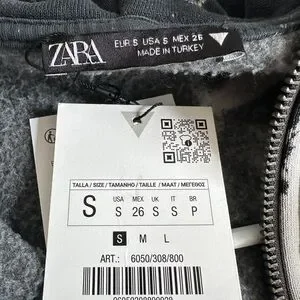 ZARA
EUR S USA S MEX 26
MADE IN TURKEY
TALLA / SIZE / TAMANHO / TAILLE / MAAT / ΜΕΓΕΘΟΣ
S
USA MEX UK IT BR
S 26 S S P
S M L
ART.: 6050/308/800